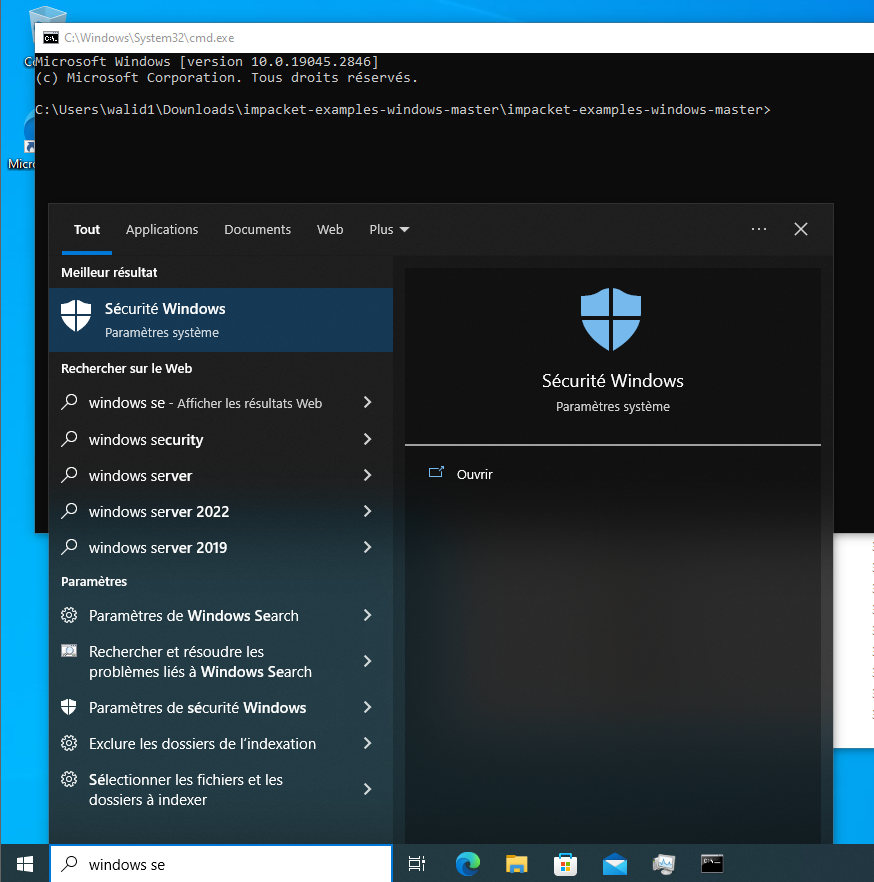 C:\Windows\System32\cmd.exe
Microsoft Windows [version 10.0.19045.2846]
(c) Microsoft Corporation. Tous droits réservés.
C:\Users\walid1\Downloads\impacket-examples-windows-master\impacket-examples-windows-master>
Micro
Tout Applications Documents Web Plus
Meilleur résultat
Sécurité Windows
Paramètres système
Rechercher sur le Web
windows se - Afficher les résultats Web
windows security
windows server
windows server 2022
windows server 2019
Paramètres
Paramètres de Windows Search
Rechercher et résoudre les
problèmes liés à Windows Search
Paramètres de sécurité Windows
Exclure les dossiers de l'indexation
Sélectionner les fichiers et les
dossiers à indexer
Sécurité Windows
Paramètres système
Ouvrir
windows se